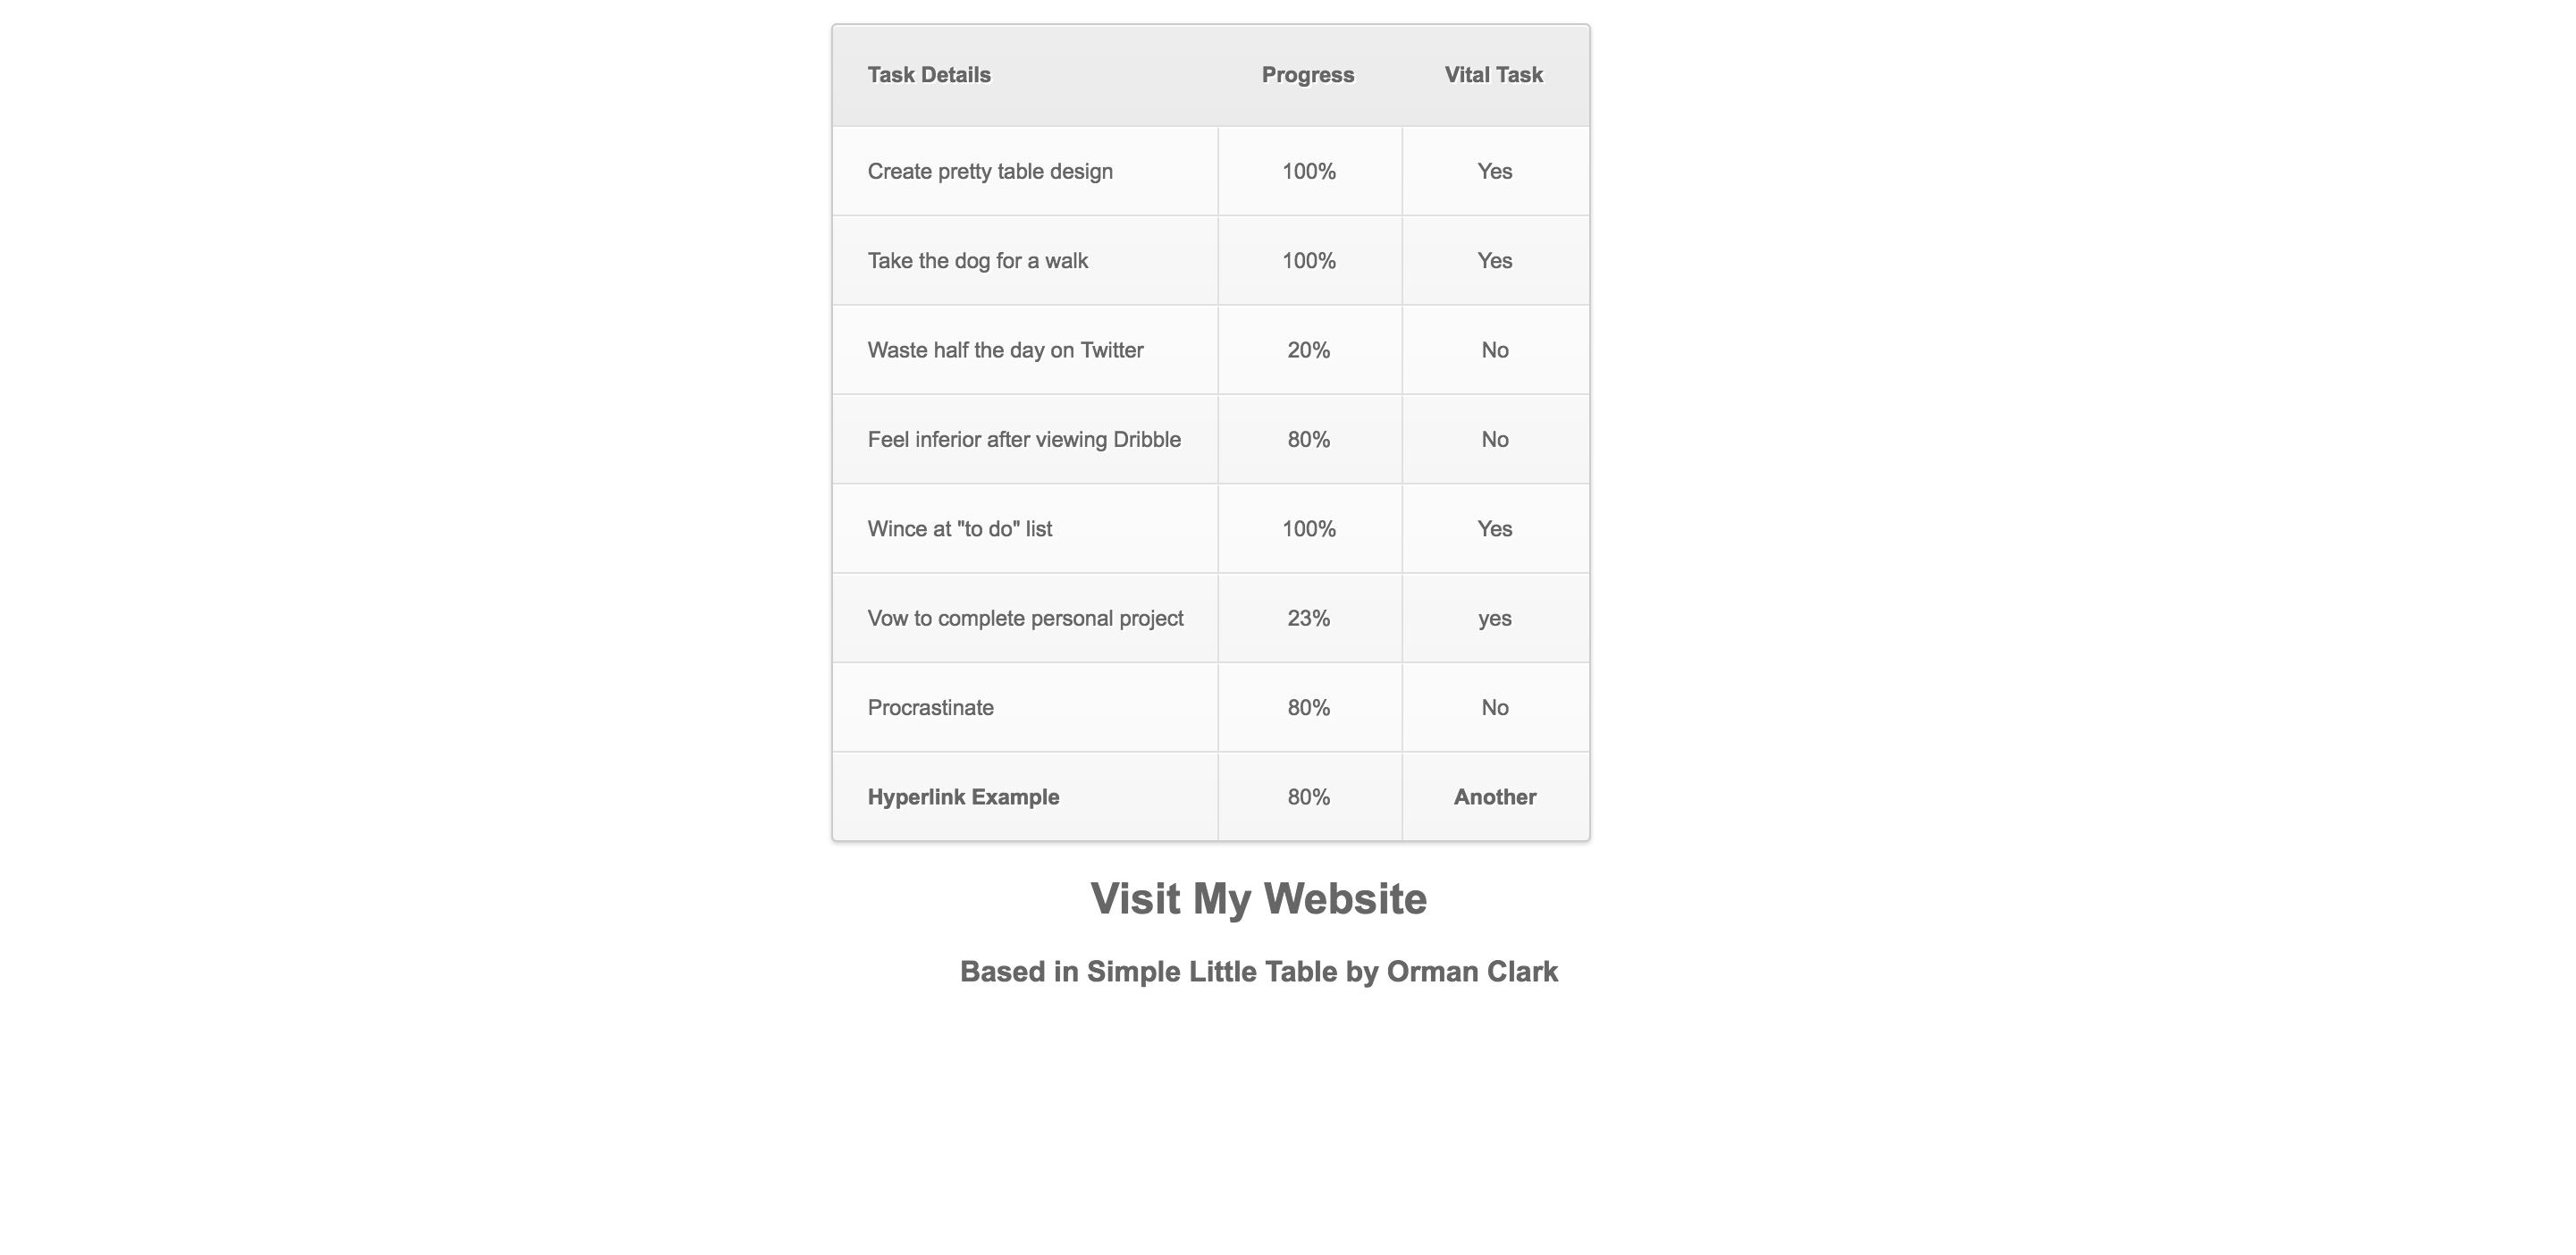 Task Details Progress Vital Task
Create pretty table design 100% Yes
Take the dog for a walk 100% Yes
Waste half the day on Twitter 20% No
Feel inferior after viewing Dribble 80% No
Wince at "to do" list 100% Yes
Vow to complete personal project 23% yes
Procrastinate 80% No
Hyperlink Example 80% Another
Visit My Website
Based in Simple Little Table by Orman Clark